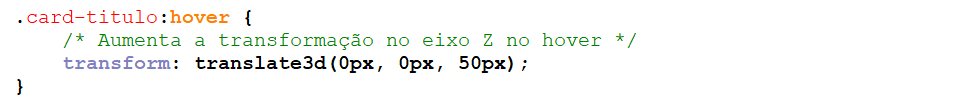 .card-titulo:hover {
/* Aumenta a transformação no eixo Z no hover */
transform: translate3d(0px, 0px, 50px);
}